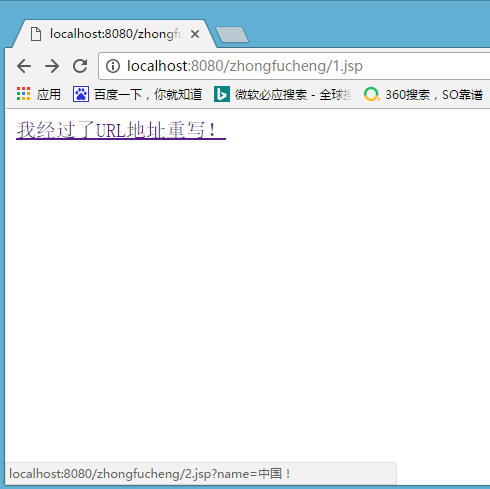 localhost:8080/zhongfu
localhost:8080/zhongfucheng/1.jsp
应用 百度一下，你就知道 微软必应搜索 - 全球搜 360搜索，SO靠谱
我经过了URL地址重写！
localhost:8080/zhongfucheng/2.jsp?name=中国！